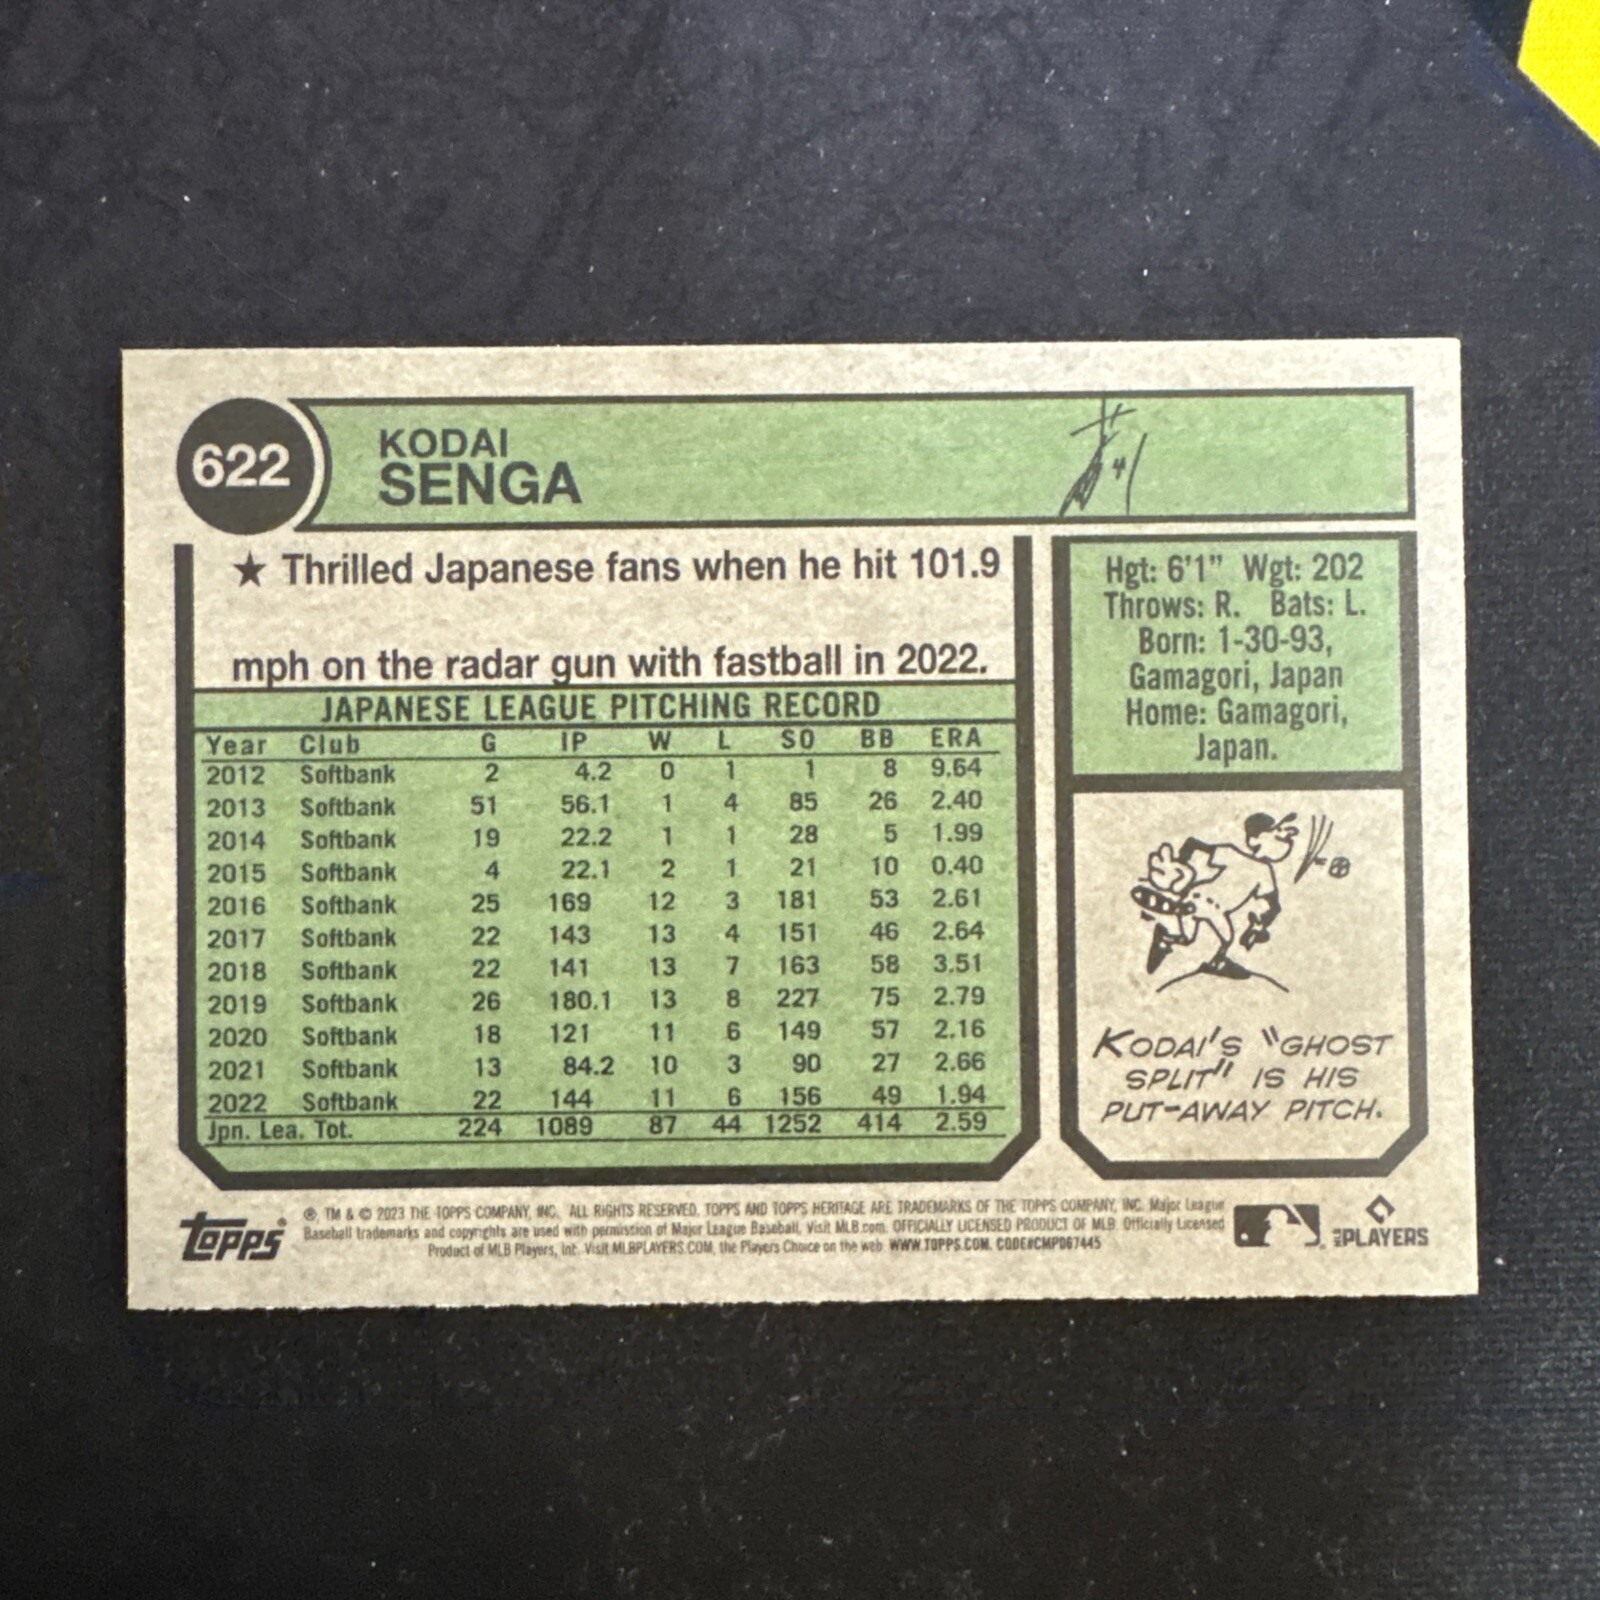 622
KODAI
SENGA
★ Thrilled Japanese fans when he hit 101.9
mph on the radar gun with fastball in 2022.
JAPANESE LEAGUE PITCHING RECORD
Year Club G IP W L SO BB ERA
2012 Softbank 2 4.2 0 1 1 8 9.64
2013 Softbank 51 56.1 1 4 85 26 2.40
2014 Softbank 19 22.2 1 1 28 5 1.99
2015 Softbank 4 22.1 2 1 21 10 0.40
2016 Softbank 25 169 12 3 181 53 2.61
2017 Softbank 22 143 13 4 151 46 2.64
2018 Softbank 22 141 13 7 163 58 3.51
2019 Softbank 26 180.1 13 8 227 75 2.79
2020 Softbank 18 121 11 6 149 57 2.16
2021 Softbank 13 84.2 10 3 90 27 2.66
2022 Softbank 22 144 11 6 156 49 1.94
Jpn. Lea. Tot. 224 1089 87 44 1252 414 2.59
Hgt: 6'1" Wgt: 202
Throws: R. Bats: L.
Born: 1-30-93,
Gamagori, Japan
Home: Gamagori,
Japan.
KODAI'S "GHOST
SPLIT" IS HIS
PUT-AWAY PITCH.
Topps
®, TM & © 2023 THE TOPPS COMPANY, INC. ALL RIGHTS RESERVED. TOPPS AND TOPPS HERITAGE ARE TRADEMARKS OF THE TOPPS COMPANY, INC. Major League
Baseball trademarks and copyrights are used with permission of Major League Baseball. Visit MLB.com. OFFICIALLY LICENSED PRODUCT OF MLB. Officially Licensed
Product of MLB Players, Inc. Visit MLBPLAYERS.COM, the Players Choice on the web WWW.TOPPS.COM. CODE#CMP067445
PLAYERS